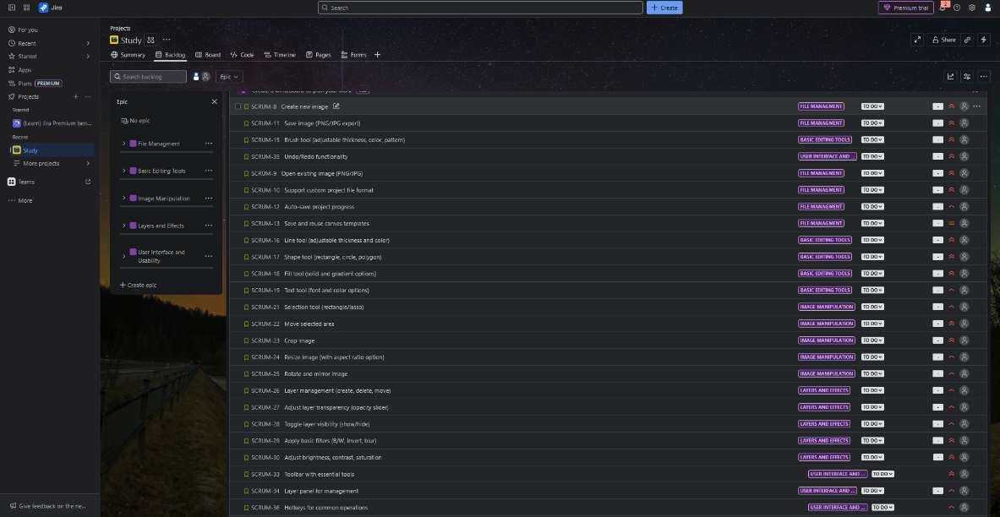 Jira
Search
+ Create
Premium trial
2
For you
Recent
Starred
Apps
Plans PREMIUM
Projects
Starred
(Learn) Jira Premium ben...
Recent
Study
More projects
Teams
More
Give feedback on the ne...
Projects
Study
Share
Summary
Backlog
Board
Code
Timeline
Pages
Forms
Search backlog
Epic
Epic
No epic
File Managment
Basic Editing Tools
Image Manipulation
Layers and Effects
User Interface and
Usability
+ Create epic
SCRUM-8 Create new image FILE MANAGMENT TO DO -
SCRUM-11 Save image (PNG/JPG export) FILE MANAGMENT TO DO -
SCRUM-15 Brush tool (adjustable thickness, color, pattern) BASIC EDITING TOOLS TO DO -
SCRUM-35 Undo/Redo functionality USER INTERFACE AND ... TO DO -
SCRUM-9 Open existing image (PNG/JPG) FILE MANAGMENT TO DO -
SCRUM-10 Support custom project file format FILE MANAGMENT TO DO -
SCRUM-12 Auto-save project progress FILE MANAGMENT TO DO -
SCRUM-13 Save and reuse canvas templates FILE MANAGMENT TO DO -
SCRUM-16 Line tool (adjustable thickness and color) BASIC EDITING TOOLS TO DO -
SCRUM-17 Shape tool (rectangle, circle, polygon) BASIC EDITING TOOLS TO DO -
SCRUM-18 Fill tool (solid and gradient options) BASIC EDITING TOOLS TO DO -
SCRUM-19 Text tool (font and color options) BASIC EDITING TOOLS TO DO -
SCRUM-21 Selection tool (rectangle/lasso) IMAGE MANIPULATION TO DO -
SCRUM-22 Move selected area IMAGE MANIPULATION TO DO -
SCRUM-23 Crop image IMAGE MANIPULATION TO DO -
SCRUM-24 Resize image (with aspect ratio option) IMAGE MANIPULATION TO DO -
SCRUM-25 Rotate and mirror image IMAGE MANIPULATION TO DO -
SCRUM-26 Layer management (create, delete, move) LAYERS AND EFFECTS TO DO -
SCRUM-27 Adjust layer transparency (opacity slider) LAYERS AND EFFECTS TO DO -
SCRUM-28 Toggle layer visibility (show/hide) LAYERS AND EFFECTS TO DO -
SCRUM-29 Apply basic filters (B/W, invert, blur) LAYERS AND EFFECTS TO DO -
SCRUM-30 Adjust brightness, contrast, saturation LAYERS AND EFFECTS TO DO -
SCRUM-33 Toolbar with essential tools USER INTERFACE AND ... TO DO
SCRUM-34 Layer panel for management USER INTERFACE AND ... TO DO -
SCRUM-36 Hotkeys for common operations USER INTERFACE AND ... TO DO